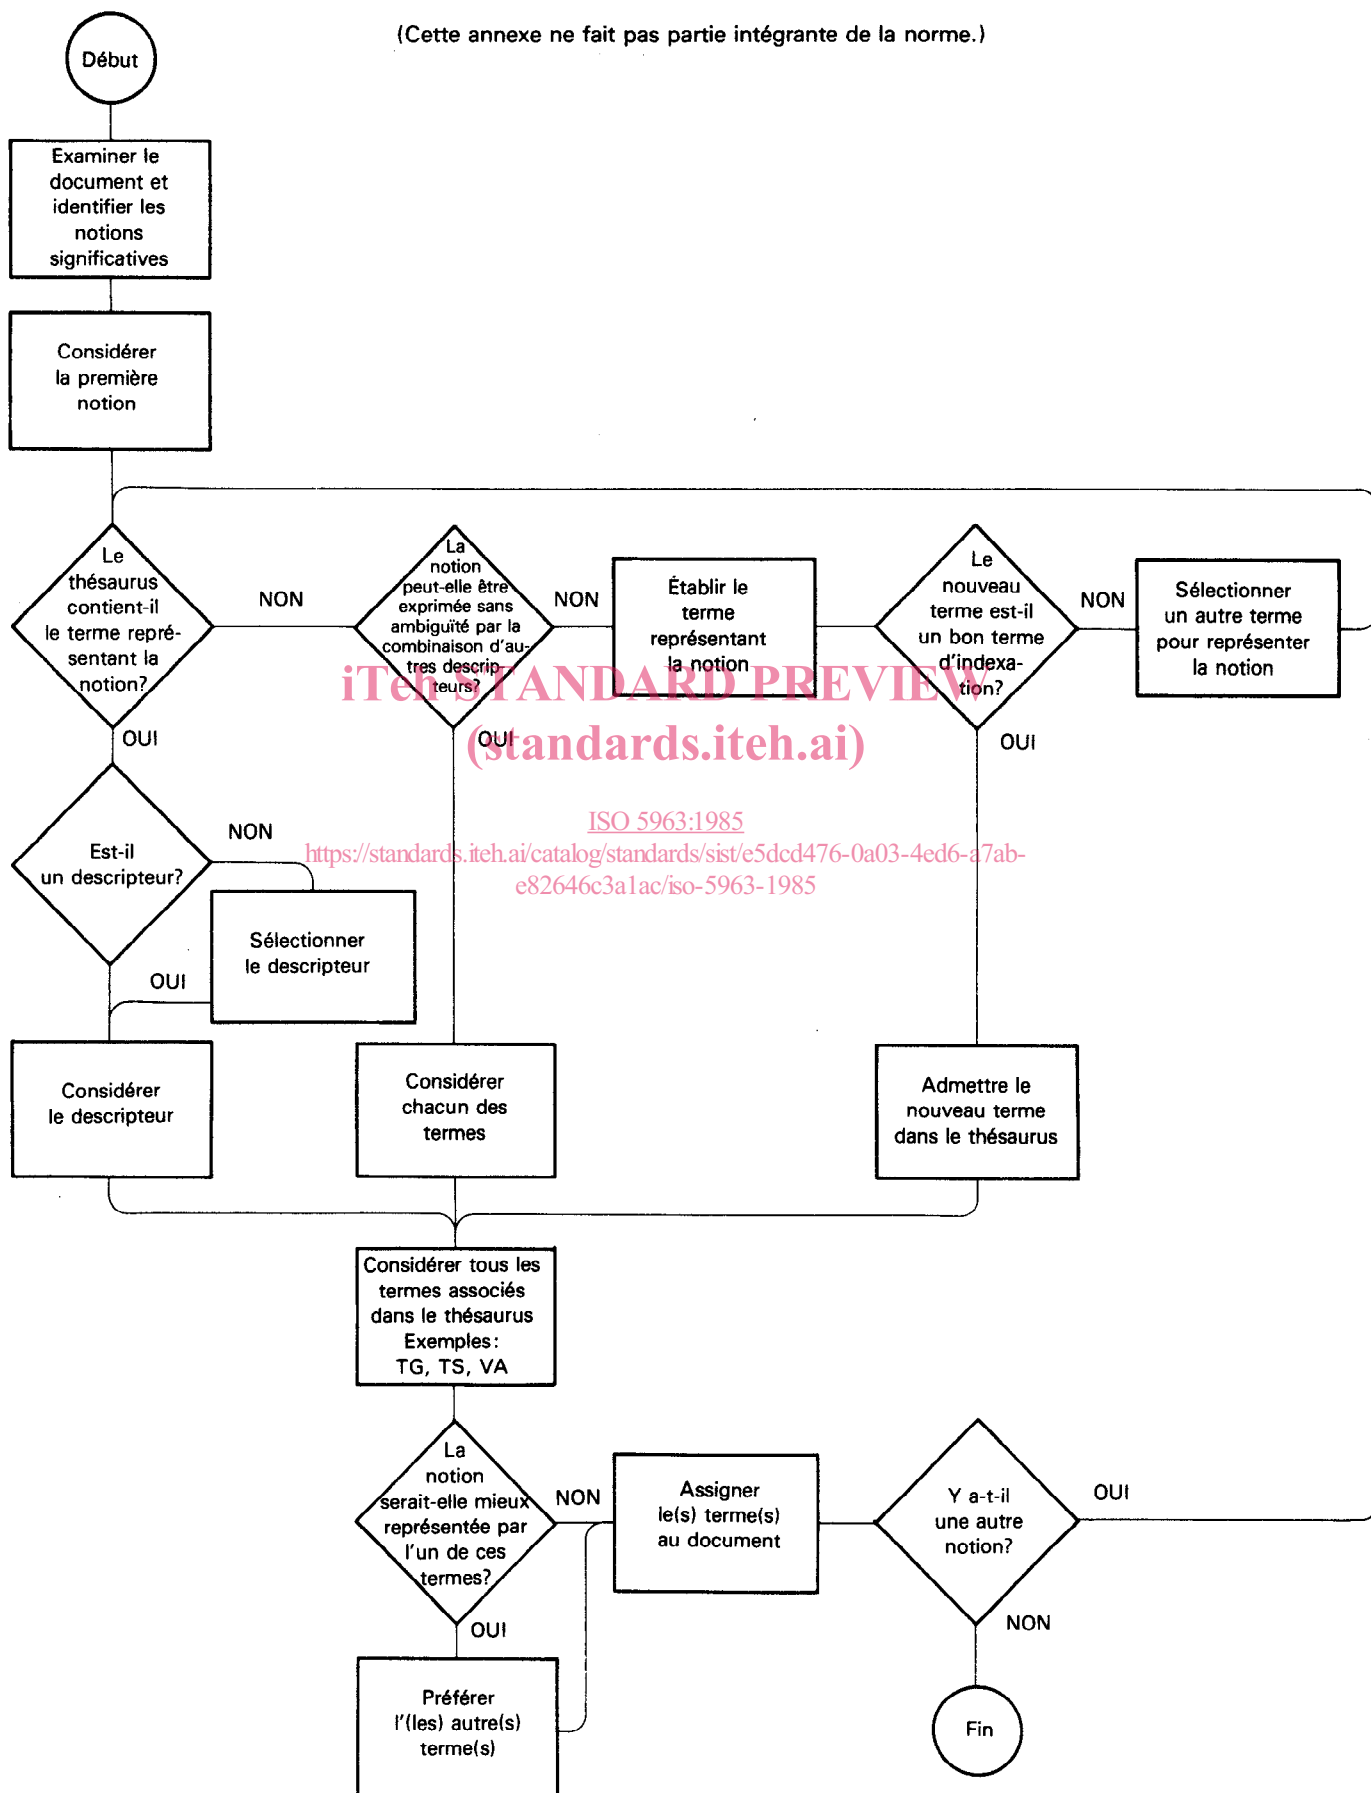 (Cette annexe ne fait pas partie intégrante de la norme.)
Début
Examiner le
document et
identifier les
notions
significatives
Considérer
la première
notion
Le
thésaurus
contient-il
le terme repré-
sentant la
notion?
NON
La
notion
peut-elle être
exprimée sans
ambiguïté par la
combinaison d'au-
tres descrip-
teurs?
NON
Établir le
terme
représentant
la notion
Le
nouveau
terme est-il
un bon terme
d'indexa-
tion?
NON
Sélectionner
un autre terme
pour représenter
la notion
iTeh STANDARD PREVIEW
(standards.iteh.ai)
OUI
OUI
OUI
ISO 5963:1985
https://standards.iteh.ai/catalog/standards/sist/e5dcd476-0a03-4ed6-a7ab-
e82646c3a1ac/iso-5963-1985
Est-il
un descripteur?
NON
Sélectionner
le descripteur
OUI
Considérer
le descripteur
Considérer
chacun des
termes
Admettre le
nouveau terme
dans le thésaurus
Considérer tous les
termes associés
dans le thésaurus
Exemples:
TG, TS, VA
La
notion
serait-elle mieux
représentée par
l'un de ces
termes?
NON
Assigner
le(s) terme(s)
au document
Y a-t-il
une autre
notion?
OUI
OUI
NON
Préférer
l'(les) autre(s)
terme(s)
Fin